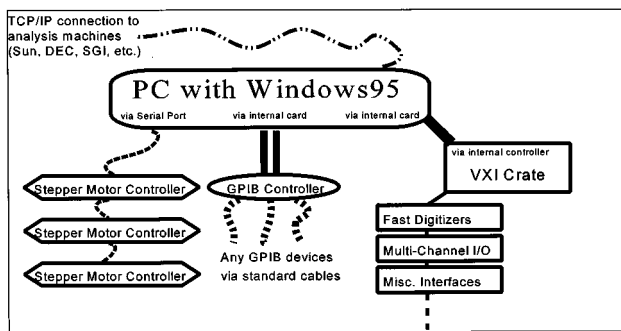 TCP/IP connection to
analysis machines
(Sun, DEC, SGI, etc.)
PC with Windows95
via Serial Port
via internal card
via internal card
via internal controller
VXI Crate
Stepper Motor Controller
GPIB Controller
Stepper Motor Controller
Any GPIB devices
via standard cables
Stepper Motor Controller
Fast Digitizers
Multi-Channel I/O
Misc. Interfaces